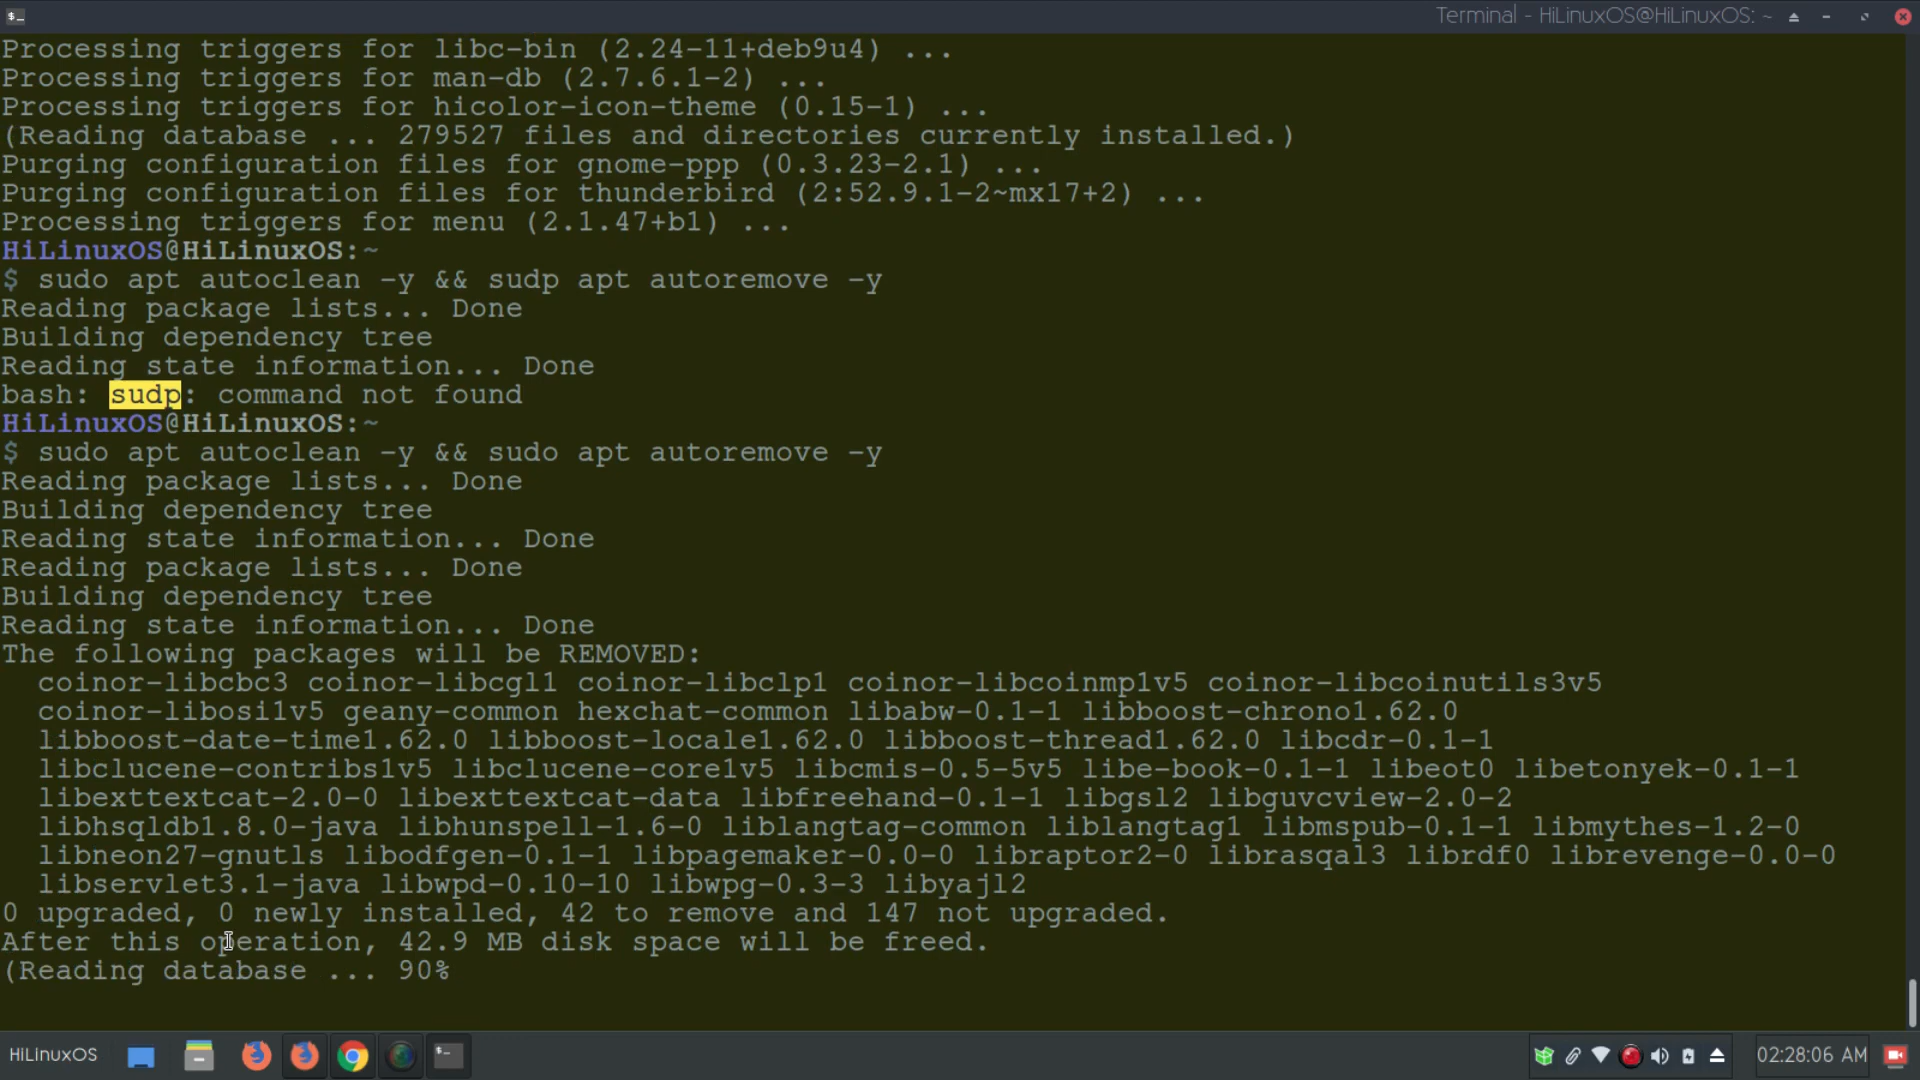 Terminal - HiLinuxOS@HiLinuxOS: ~
Processing triggers for libc-bin (2.24-11+deb9u4) ...
Processing triggers for man-db (2.7.6.1-2) ...
Processing triggers for hicolor-icon-theme (0.15-1) ...
(Reading database ... 279527 files and directories currently installed.)
Purging configuration files for gnome-ppp (0.3.23-2.1) ...
Purging configuration files for thunderbird (2:52.9.1-2~mx17+2) ...
Processing triggers for menu (2.1.47+b1) ...
HiLinuxOS@HiLinuxOS:~
$ sudo apt autoclean -y && sudp apt autoremove -y
Reading package lists... Done
Building dependency tree
Reading state information... Done
bash: sudp: command not found
HiLinuxOS@HiLinuxOS:~
$ sudo apt autoclean -y && sudo apt autoremove -y
Reading package lists... Done
Building dependency tree
Reading state information... Done
Reading package lists... Done
Building dependency tree
Reading state information... Done
The following packages will be REMOVED:
coinor-libcbc3 coinor-libcgl1 coinor-libclp1 coinor-libcoinmp1v5 coinor-libcoinutils3v5
coinor-libosi1v5 geany-common hexchat-common libabw-0.1-1 libboost-chrono1.62.0
libboost-date-time1.62.0 libboost-locale1.62.0 libboost-thread1.62.0 libcdr-0.1-1
libclucene-contribs1v5 libclucene-core1v5 libcmis-0.5-5v5 libe-book-0.1-1 libeot0 libetonyek-0.1-1
libexttextcat-2.0-0 libexttextcat-data libfreehand-0.1-1 libgsl2 libguvcview-2.0-2
libhsqldb1.8.0-java libhunspell-1.6-0 liblangtag-common liblangtag1 libmspub-0.1-1 libmythes-1.2-0
libneon27-gnutls libodfgen-0.1-1 libpagemaker-0.0-0 libraptor2-0 librasqal3 librdf0 librevenge-0.0-0
libservlet3.1-java libwpd-0.10-10 libwpg-0.3-3 libyajl2
0 upgraded, 0 newly installed, 42 to remove and 147 not upgraded.
After this operation, 42.9 MB disk space will be freed.
(Reading database ... 90%
HiLinuxOS
02:28:06 AM